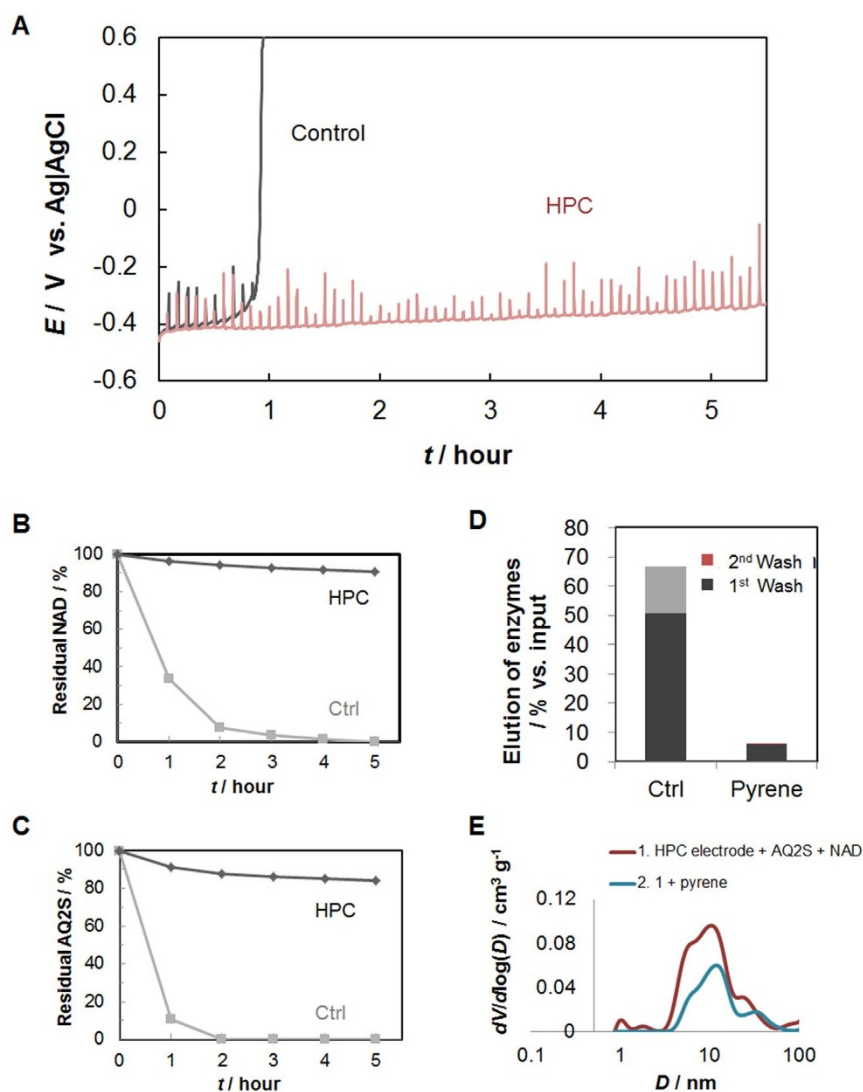 A
E / V vs. Ag|AgCl
0.6
0.4
0.2
0
-0.2
-0.4
-0.6
Control
HPC
0 1 2 3 4 5
t / hour
B
Residual NAD / %
100
80
60
40
20
0
HPC
Ctrl
0 1 2 3 4 5
t / hour
C
Residual AQ2S / %
100
80
60
40
20
0
HPC
Ctrl
0 1 2 3 4 5
t / hour
D
Elution of enzymes
/ % vs. input
80
70
60
50
40
30
20
10
0
2nd Wash
1st Wash
Ctrl Pyrene
E
1. HPC electrode + AQ2S + NAD
2. 1 + pyrene
dV/dlog(D) / cm³ g⁻¹
0.12
0.08
0.04
0
0.1 1 10 100
D / nm